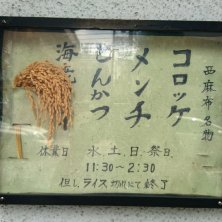 西麻布名物
コロッケ
メンチ
とんかつ
海老
休業日 水、土、日、祭日
11:30～2:30
但し、ライス切れにて終了